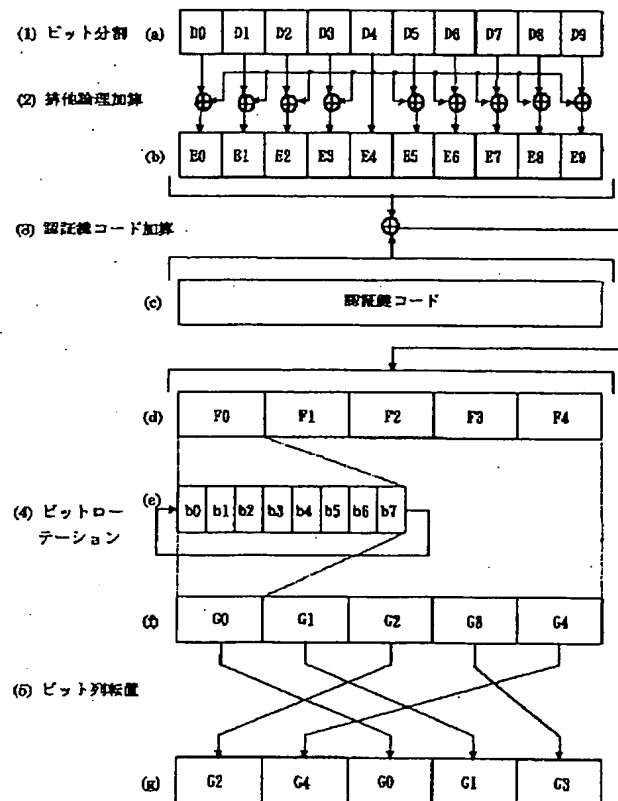 (1) ビット分割 (a) D0 D1 D2 D3 D4 D5 D6 D7 D8 D9
(2) 排他論理加算
(b) E0 E1 E2 E3 E4 E5 E6 E7 E8 E9
(3) 認証鍵コード加算
(c) 認証鍵コード
(d) F0 F1 F2 F3 F4
(e) b0 b1 b2 b3 b4 b5 b6 b7
(4) ビットロー
テーション
(f) G0 G1 G2 G3 G4
(5) ビット列転置
(g) G2 G4 G0 G1 G3